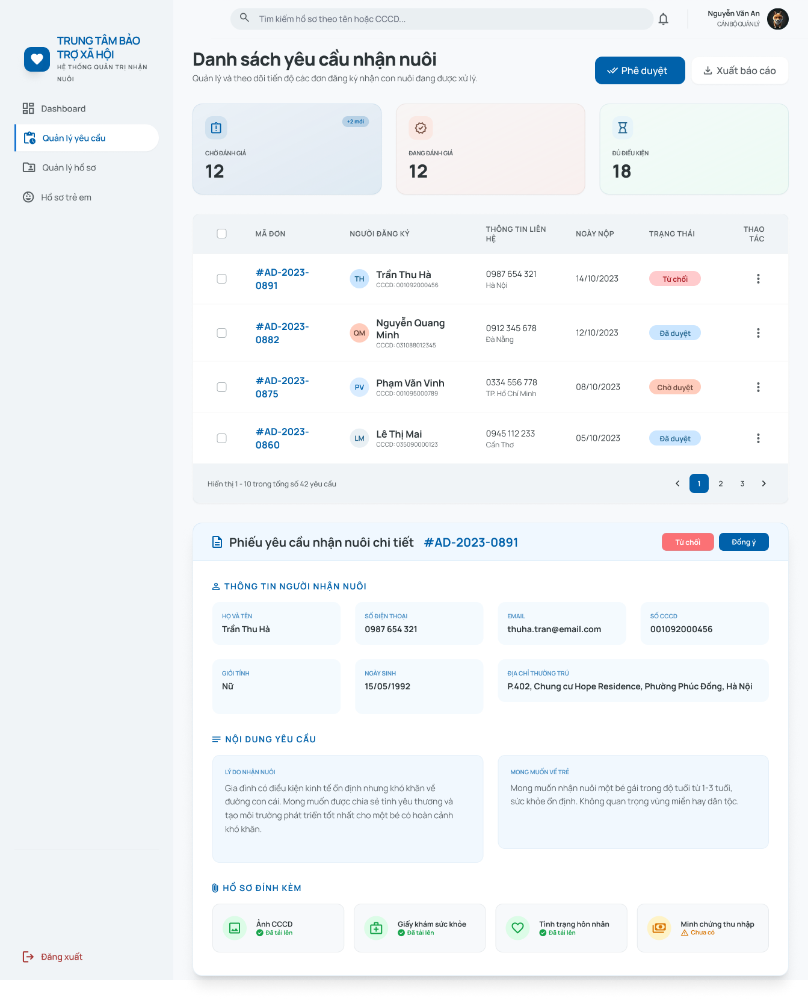 TRUNG TÂM BẢO
TRỢ XÃ HỘI
HỆ THỐNG QUẢN TRỊ NHẬN
NUÔI
Dashboard
Quản lý yêu cầu
Quản lý hồ sơ
Hồ sơ trẻ em
Đăng xuất
Tìm kiếm hồ sơ theo tên hoặc CCCD...
Nguyễn Văn An
CÁN BỘ QUẢN LÝ
Danh sách yêu cầu nhận nuôi
Quản lý và theo dõi tiến độ các đơn đăng ký nhận con nuôi đang được xử lý.
Phê duyệt
Xuất báo cáo
+2 mới
CHỜ ĐÁNH GIÁ
12
ĐANG ĐÁNH GIÁ
12
ĐỦ ĐIỀU KIỆN
18
MÃ ĐƠN
NGƯỜI ĐĂNG KÝ
THÔNG TIN LIÊN
HỆ
NGÀY NỘP
TRẠNG THÁI
THAO
TÁC
#AD-2023-
0891
TH
Trần Thu Hà
CCCD: 001092000456
0987 654 321
Hà Nội
14/10/2023
Từ chối
#AD-2023-
0882
QM
Nguyễn Quang
Minh
CCCD: 031088012345
0912 345 678
Đà Nẵng
12/10/2023
Đã duyệt
#AD-2023-
0875
PV
Phạm Văn Vinh
CCCD: 001095000789
0334 556 778
TP. Hồ Chí Minh
08/10/2023
Chờ duyệt
#AD-2023-
0860
LM
Lê Thị Mai
CCCD: 035090000123
0945 112 233
Cần Thơ
05/10/2023
Đã duyệt
Hiển thị 1 - 10 trong tổng số 42 yêu cầu
1
2
3
Phiếu yêu cầu nhận nuôi chi tiết #AD-2023-0891
Từ chối
Đồng ý
THÔNG TIN NGƯỜI NHẬN NUÔI
HỌ VÀ TÊN
Trần Thu Hà
SỐ ĐIỆN THOẠI
0987 654 321
EMAIL
thuha.tran@email.com
SỐ CCCD
001092000456
GIỚI TÍNH
Nữ
NGÀY SINH
15/05/1992
ĐỊA CHỈ THƯỜNG TRÚ
P.402, Chung cư Hope Residence, Phường Phúc Đồng, Hà Nội
NỘI DUNG YÊU CẦU
LÝ DO NHẬN NUÔI
Gia đình có điều kiện kinh tế ổn định nhưng khó khăn về
đường con cái. Mong muốn được chia sẻ tình yêu thương và
tạo môi trường phát triển tốt nhất cho một bé có hoàn cảnh
khó khăn.
MONG MUỐN VỀ TRẺ
Mong muốn nhận nuôi một bé gái trong độ tuổi từ 1-3 tuổi,
sức khỏe ổn định. Không quan trọng vùng miền hay dân tộc.
HỒ SƠ ĐÍNH KÈM
Ảnh CCCD
Đã tải lên
Giấy khám sức khỏe
Đã tải lên
Tình trạng hôn nhân
Đã tải lên
Minh chứng thu nhập
Chưa có